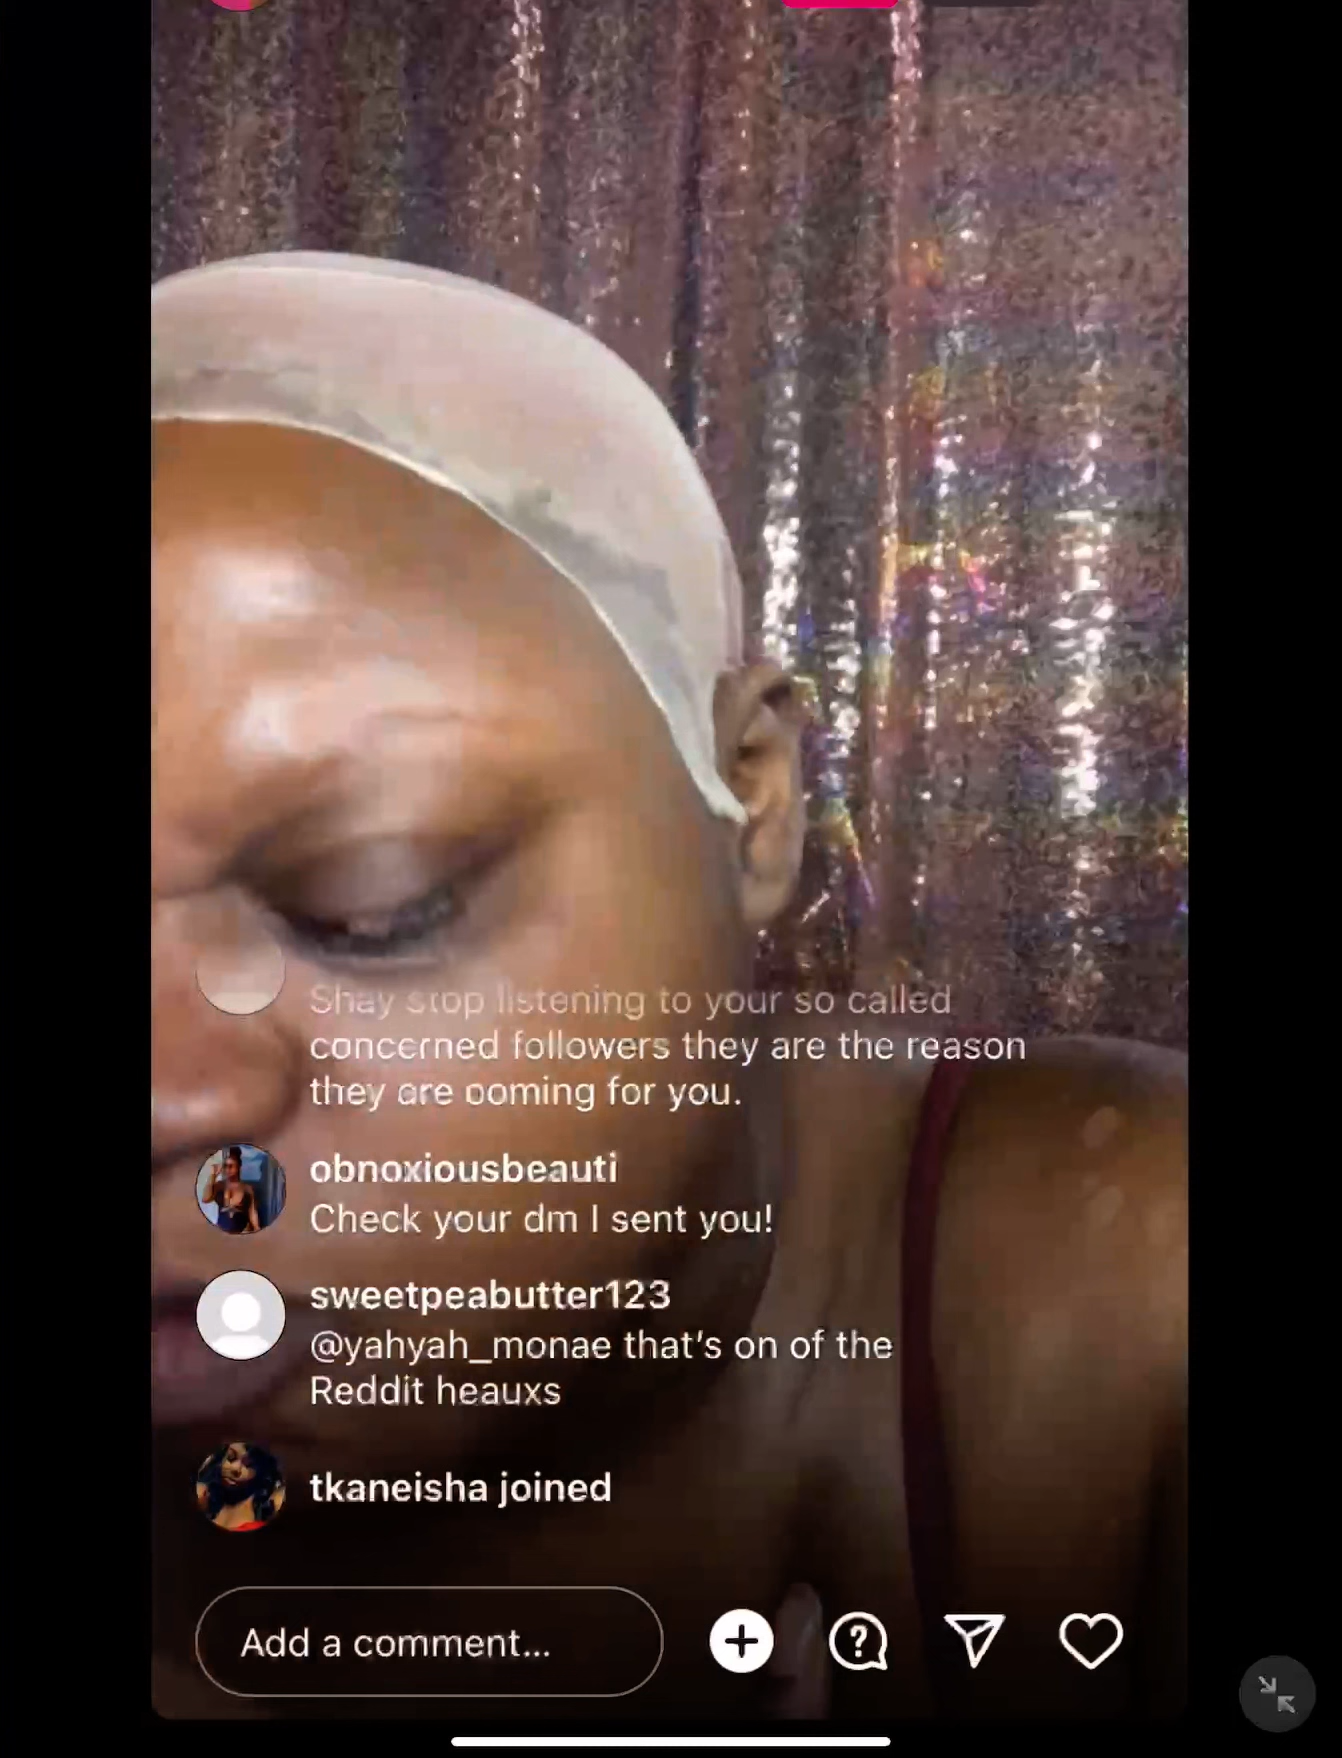 Shay stop listening to your so called
concerned followers they are the reason
they are coming for you.
obnoxiousbeauti
Check your dm I sent you!
sweetpeabutter123
@yahyah_monae that's on of the
Reddit heauxs
tkaneisha joined
Add a comment...